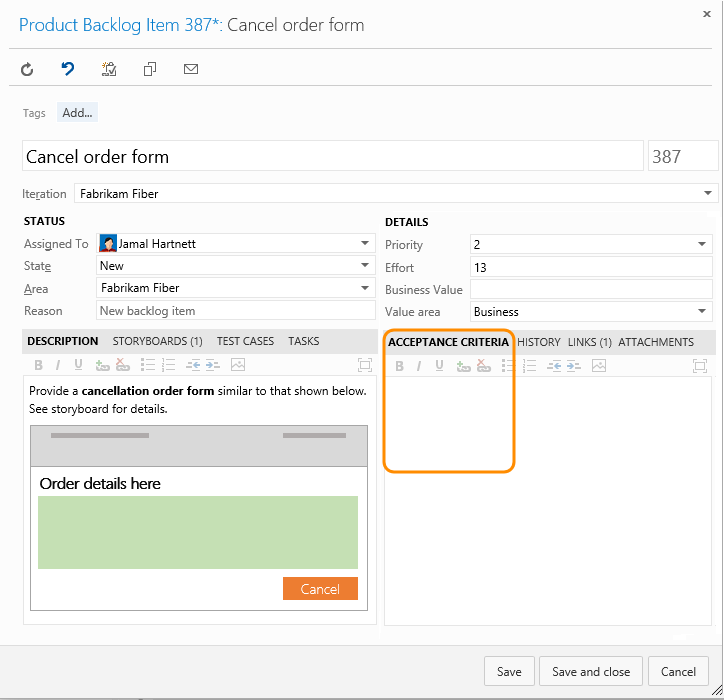 Product Backlog Item 387*: Cancel order form
Tags Add...
Cancel order form 387
Iteration Fabrikam Fiber
STATUS
Assigned To Jamal Hartnett
State New
Area Fabrikam Fiber
Reason New backlog item
DETAILS
Priority 2
Effort 13
Business Value
Value area Business
DESCRIPTION STORYBOARDS (1) TEST CASES TASKS
B I U
Provide a cancellation order form similar to that shown below.
See storyboard for details.
Order details here
Cancel
ACCEPTANCE CRITERIA HISTORY LINKS (1) ATTACHMENTS
B I U
Save Save and close Cancel